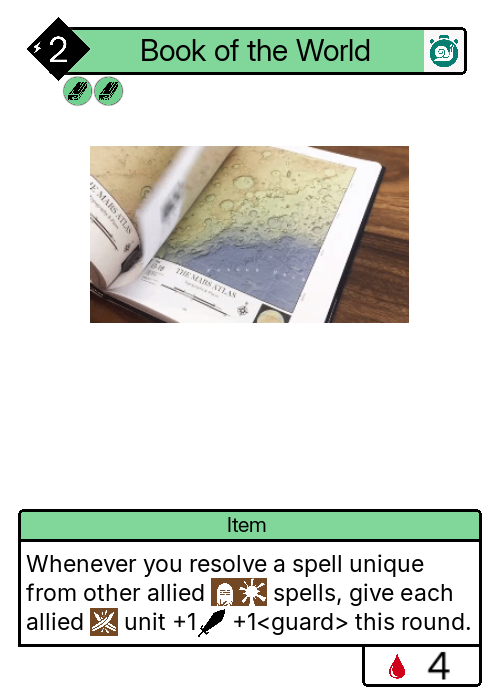 2
Book of the World
THE MARS ATLAS
THE MARS ATLAS
Item
Whenever you resolve a spell unique
from other allied spells, give each
allied unit +1 +1<guard> this round.
4